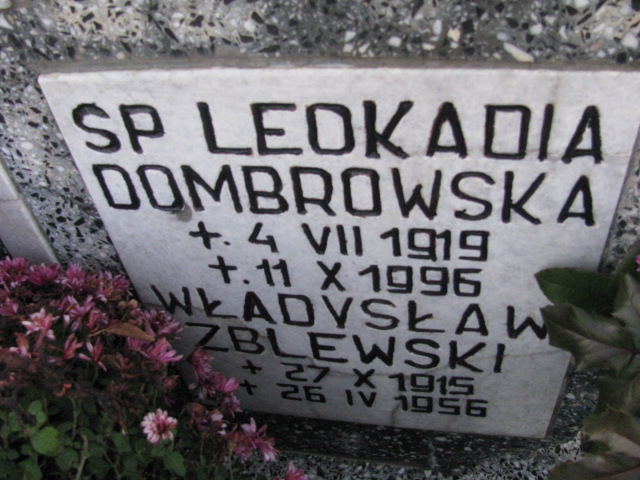 SP LEOKADIA
DOMBROWSKA
+. 4 VII 1919
+. 11 X 1996
WŁADYSŁAW
ZBLEWSKI
+ 27 X 1915
+ 26 IV 1956